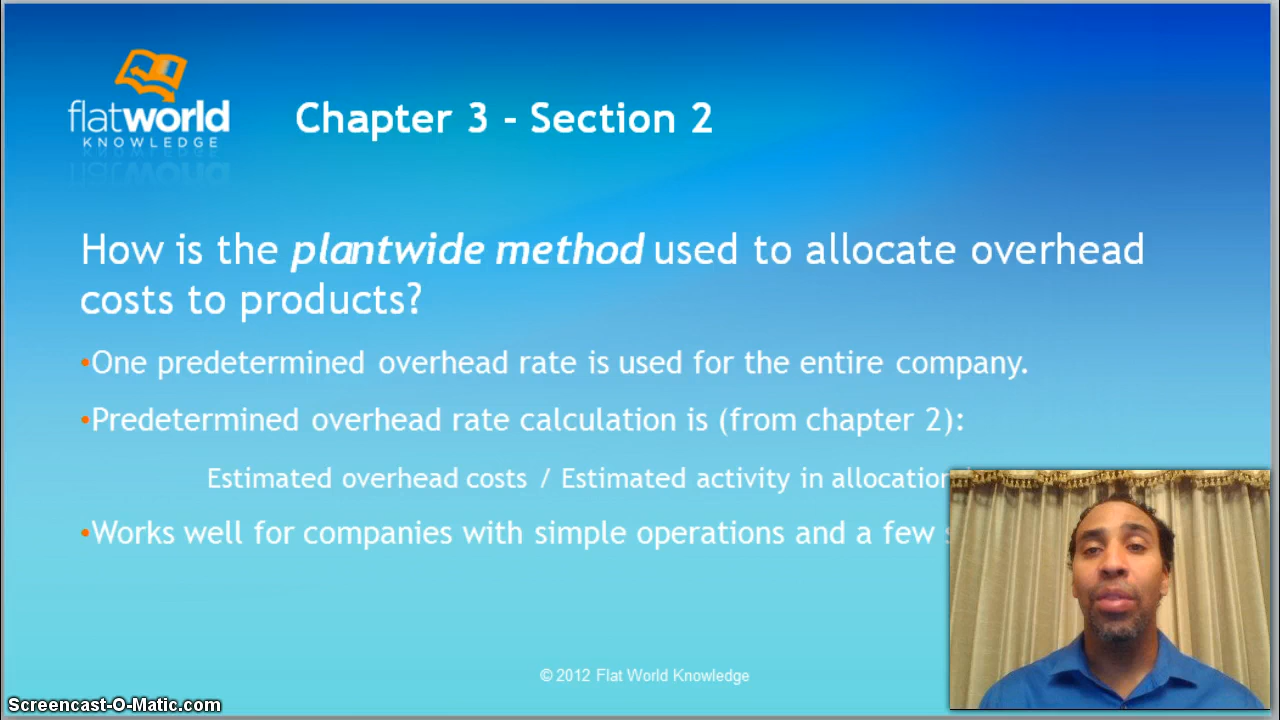 flatworld
KNOWLEDGE
Chapter 3 - Section 2
How is the plantwide method used to allocate overhead
costs to products?
•One predetermined overhead rate is used for the entire company.
•Predetermined overhead rate calculation is (from chapter 2):
Estimated overhead costs / Estimated activity in allocation
•Works well for companies with simple operations and a few
© 2012 Flat World Knowledge
Screencast-O-Matic.com